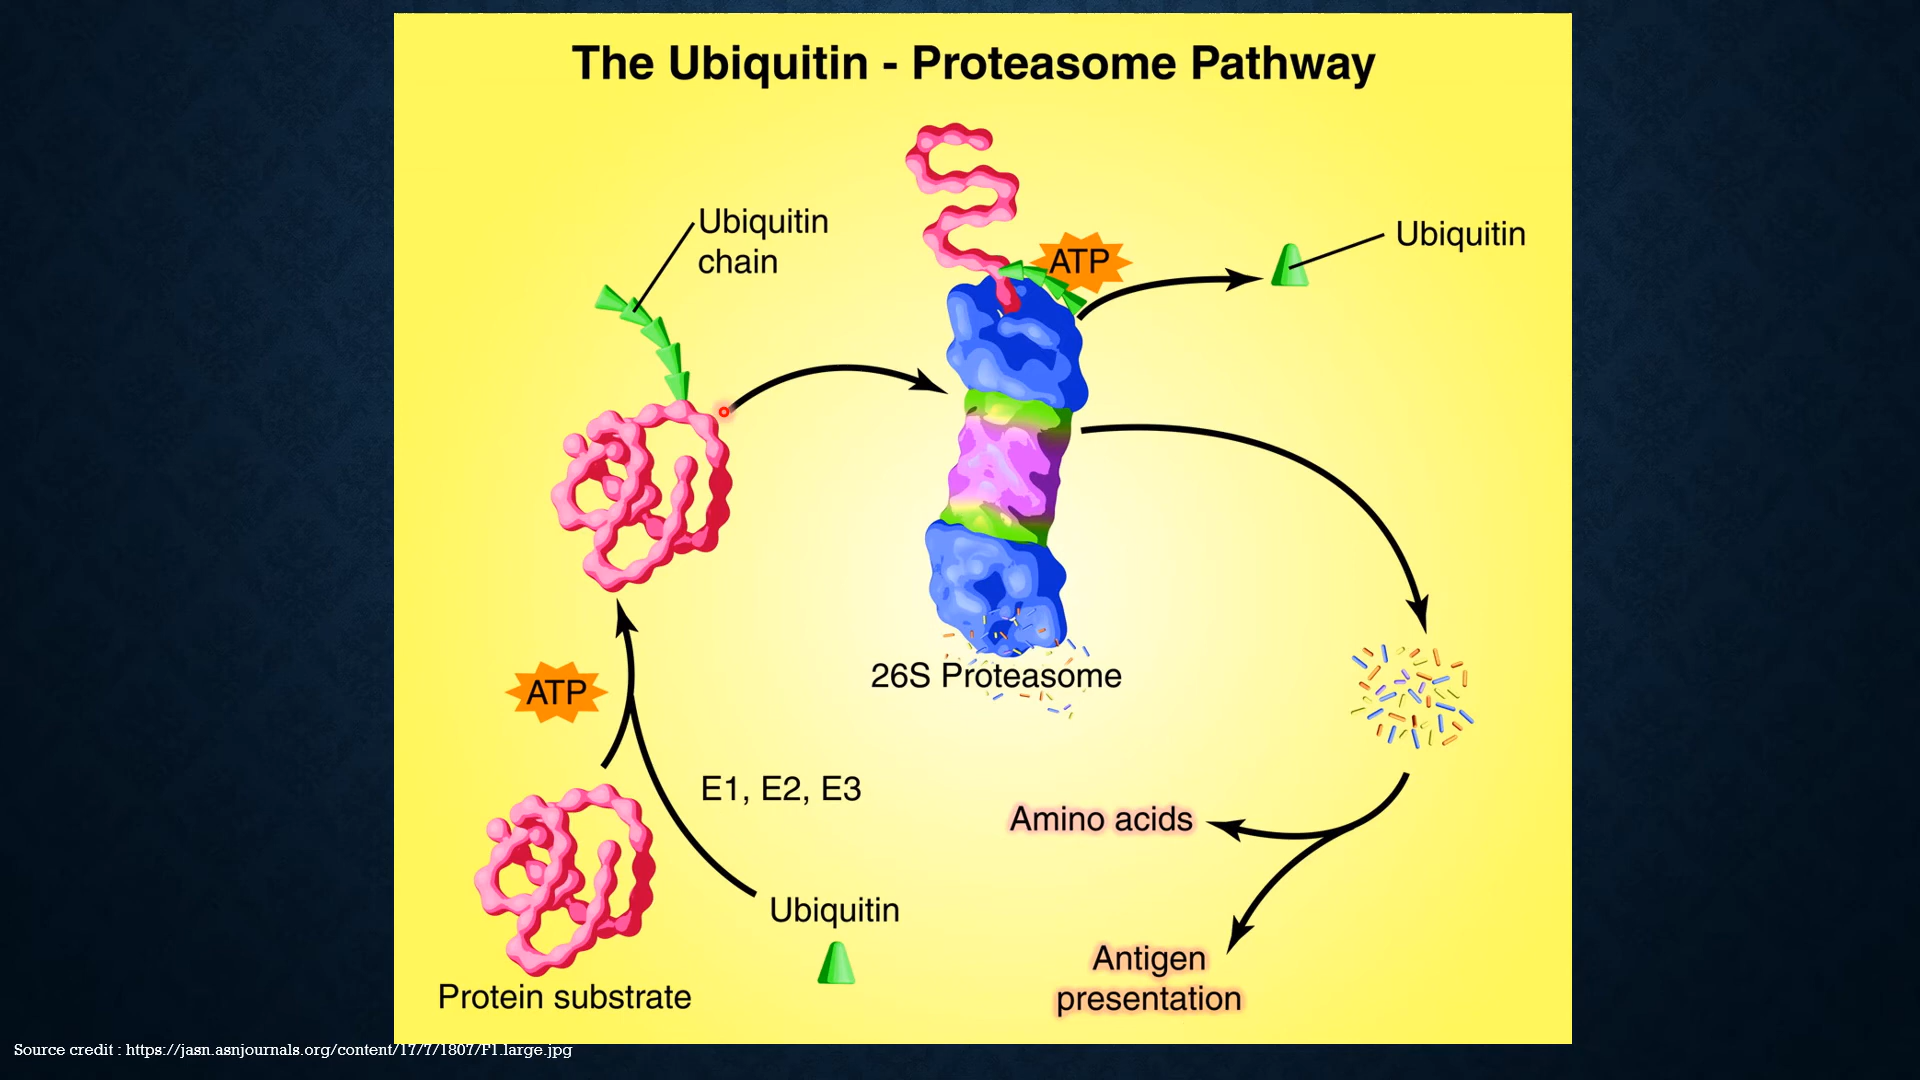 The Ubiquitin - Proteasome Pathway
Ubiquitin
chain
ATP
Ubiquitin
26S Proteasome
ATP
E1, E2, E3
Amino acids
Ubiquitin
Antigen
presentation
Protein substrate
Source credit : https://jasn.asnjournals.org/content/17/7/1807/F1.large.jpg